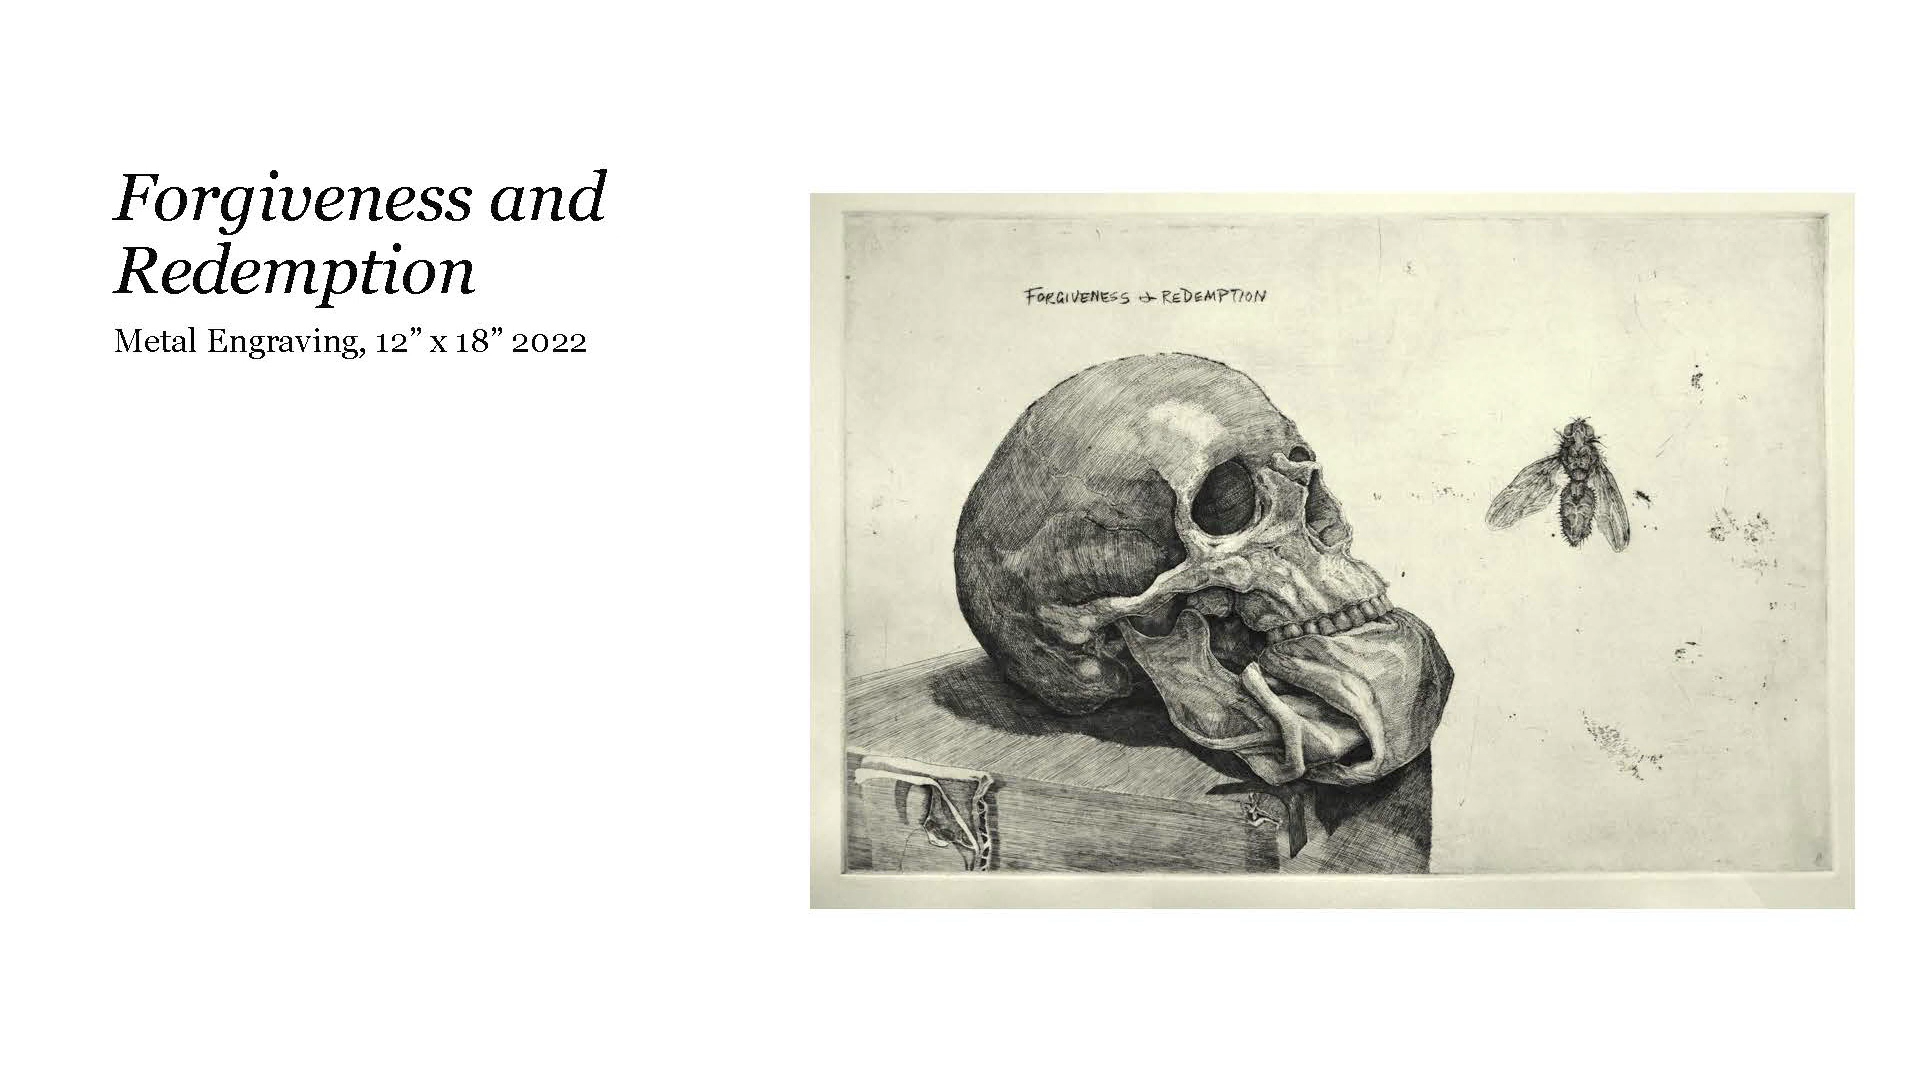 Forgiveness and
Redemption
Metal Engraving, 12” x 18” 2022
FORGIVENESS & REDEMPTION